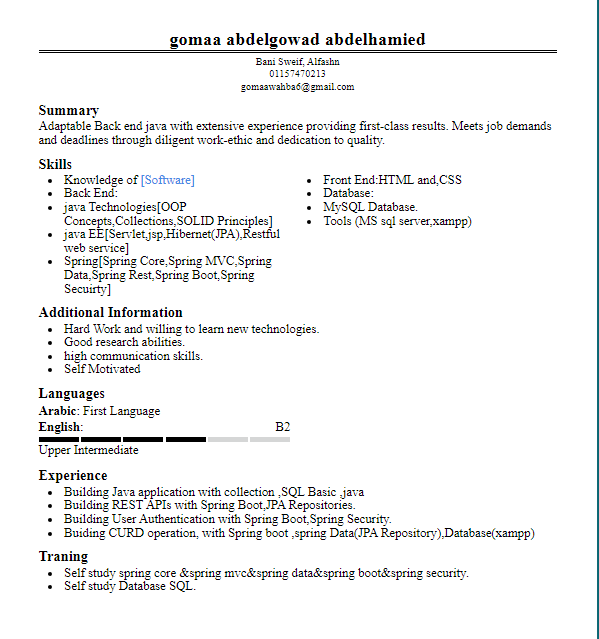 gomaa abdelgowad abdelhamied
Bani Sweif, Alfashn
01157470213
gomaawahba6@gmail.com
Summary
Adaptable Back end java with extensive experience providing first-class results. Meets job demands
and deadlines through diligent work-ethic and dedication to quality.
Skills
• Knowledge of [Software]
• Back End:
• java Technologies[OOP
Concepts,Collections,SOLID Principles]
• java EE[Servlet,jsp,Hibernet(JPA),Restful
web service]
• Spring[Spring Core,Spring MVC,Spring
Data,Spring Rest,Spring Boot,Spring
Secuirty]
• Front End:HTML and,CSS
• Database:
• MySQL Database.
• Tools (MS sql server,xampp)
Additional Information
• Hard Work and willing to learn new technologies.
• Good research abilities.
• high communication skills.
• Self Motivated
Languages
Arabic: First Language
English: B2
Upper Intermediate
Experience
• Building Java application with collection ,SQL Basic ,java
• Building REST APIs with Spring Boot,JPA Repositories.
• Building User Authentication with Spring Boot,Spring Security.
• Buiding CURD operation, with Spring boot ,spring Data(JPA Repository),Database(xampp)
Traning
• Self study spring core &spring mvc&spring data&spring boot&spring security.
• Self study Database SQL.